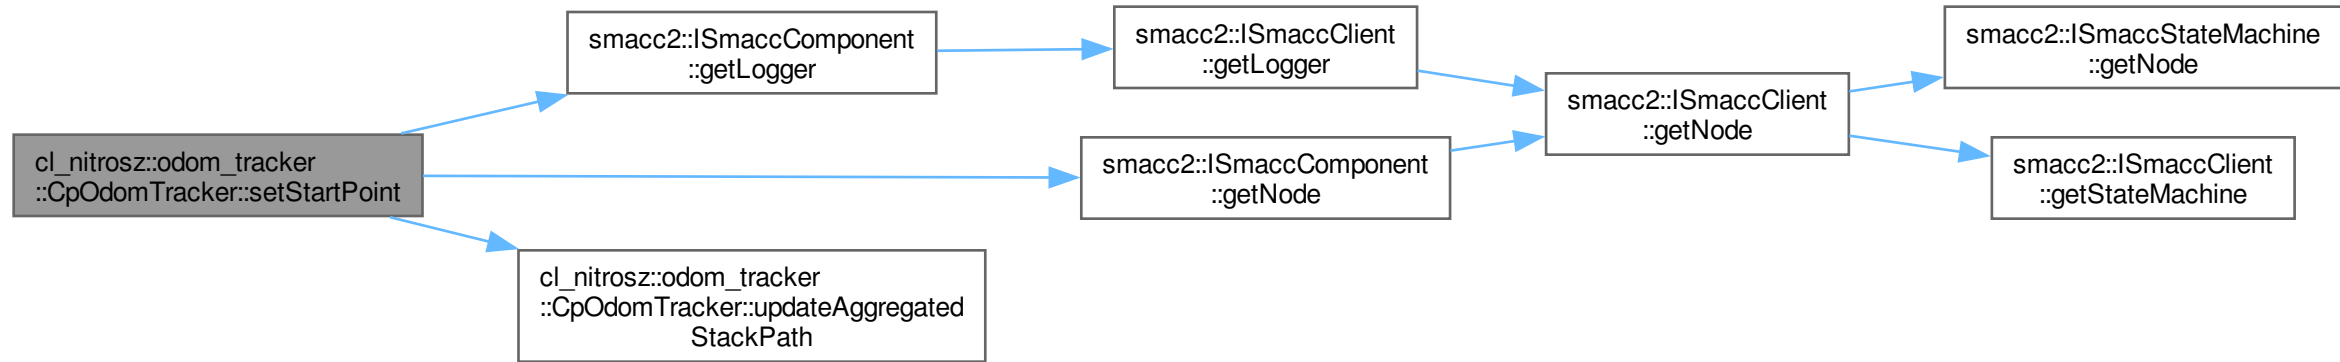 cl_nitrosz::odom_tracker
::CpOdomTracker::setStartPoint
smacc2::ISmaccComponent
::getLogger
smacc2::ISmaccClient
::getLogger
smacc2::ISmaccComponent
::getNode
cl_nitrosz::odom_tracker
::CpOdomTracker::updateAggregated
StackPath
smacc2::ISmaccClient
::getNode
smacc2::ISmaccStateMachine
::getNode
smacc2::ISmaccClient
::getStateMachine